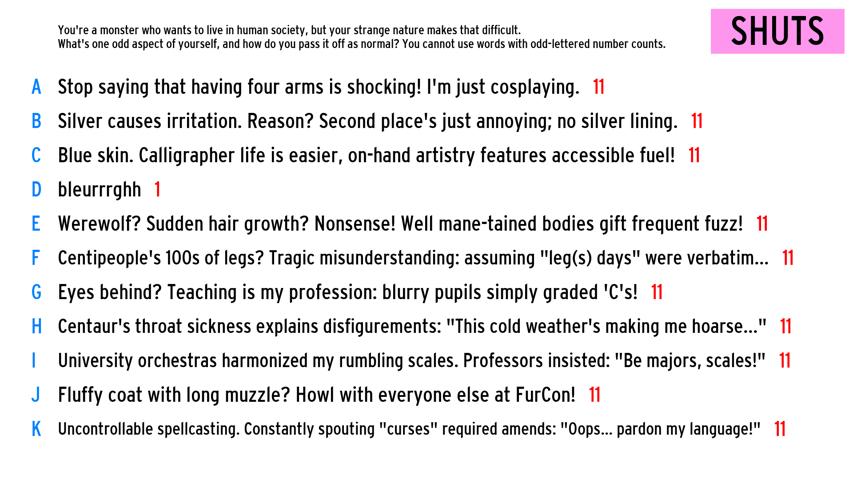 You're a monster who wants to live in human society, but your strange nature makes that difficult.
What's one odd aspect of yourself, and how do you pass it off as normal? You cannot use words with odd-lettered number counts.
SHUTS
A Stop saying that having four arms is shocking! I'm just cosplaying. 11
B Silver causes irritation. Reason? Second place's just annoying; no silver lining. 11
C Blue skin. Calligrapher life is easier, on-hand artistry features accessible fuel! 11
D bleurrrghh 1
E Werewolf? Sudden hair growth? Nonsense! Well mane-tained bodies gift frequent fuzz! 11
F Centipeople's 100s of legs? Tragic misunderstanding: assuming "leg(s) days" were verbatim... 11
G Eyes behind? Teaching is my profession: blurry pupils simply graded 'C's! 11
H Centaur's throat sickness explains disfigurements: "This cold weather's making me hoarse..." 11
I University orchestras harmonized my rumbling scales. Professors insisted: "Be majors, scales!" 11
J Fluffy coat with long muzzle? Howl with everyone else at FurCon! 11
K Uncontrollable spellcasting. Constantly spouting "curses" required amends: "Oops... pardon my language!" 11